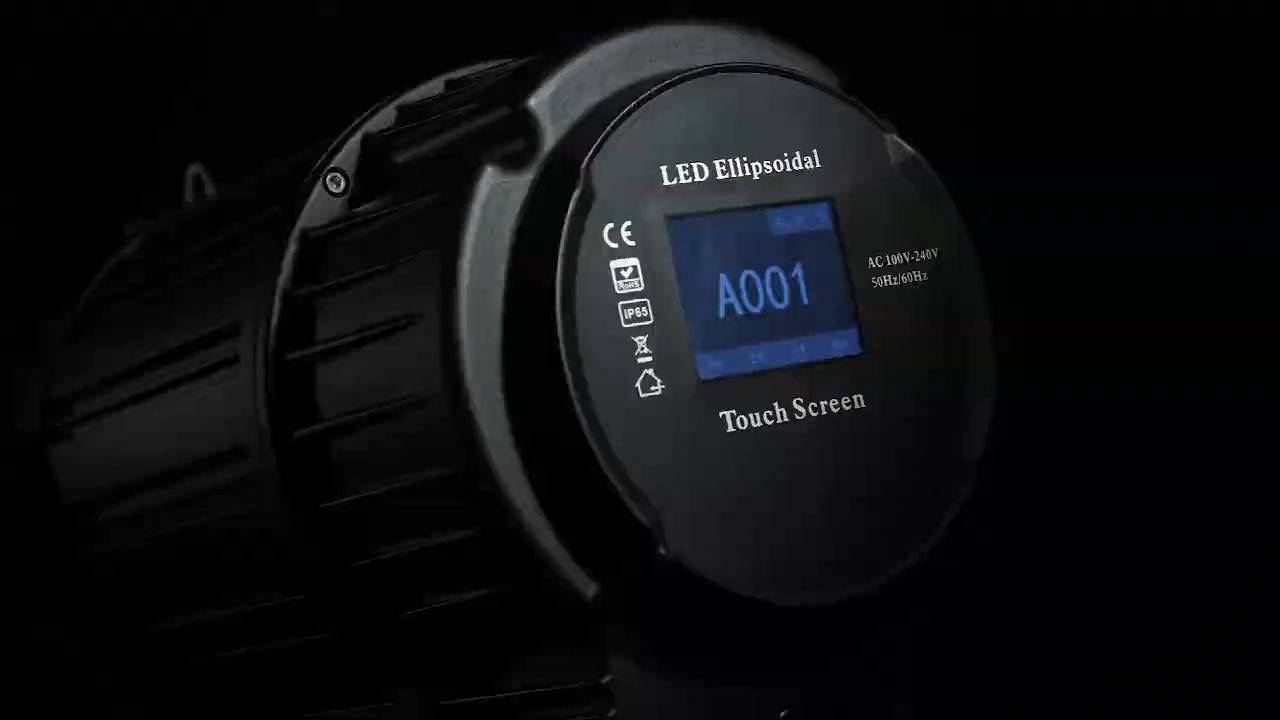 LED Ellipsoidal
CE
RoHS
IP65
A001
AC 100V-240V
50Hz/60Hz
Touch Screen